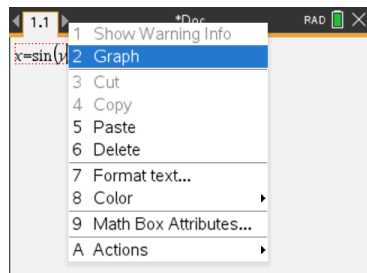 1.1 *Doc RAD
x=sin(y
1 Show Warning Info
2 Graph
3 Cut
4 Copy
5 Paste
6 Delete
7 Format text...
8 Color
9 Math Box Attributes...
A Actions